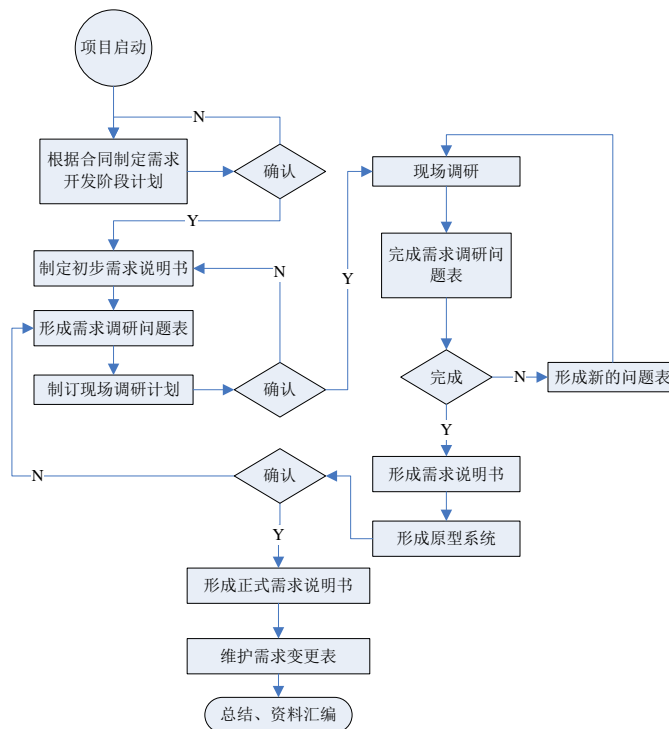 项目启动
N
根据合同制定需求
开发阶段计划
确认
Y
制定初步需求说明书
N
形成需求调研问题表
制订现场调研计划
确认
Y
现场调研
完成需求调研问
题表
完成
N
形成新的问题表
Y
形成需求说明书
形成原型系统
确认
N
Y
形成正式需求说明书
维护需求变更表
总结、资料汇编